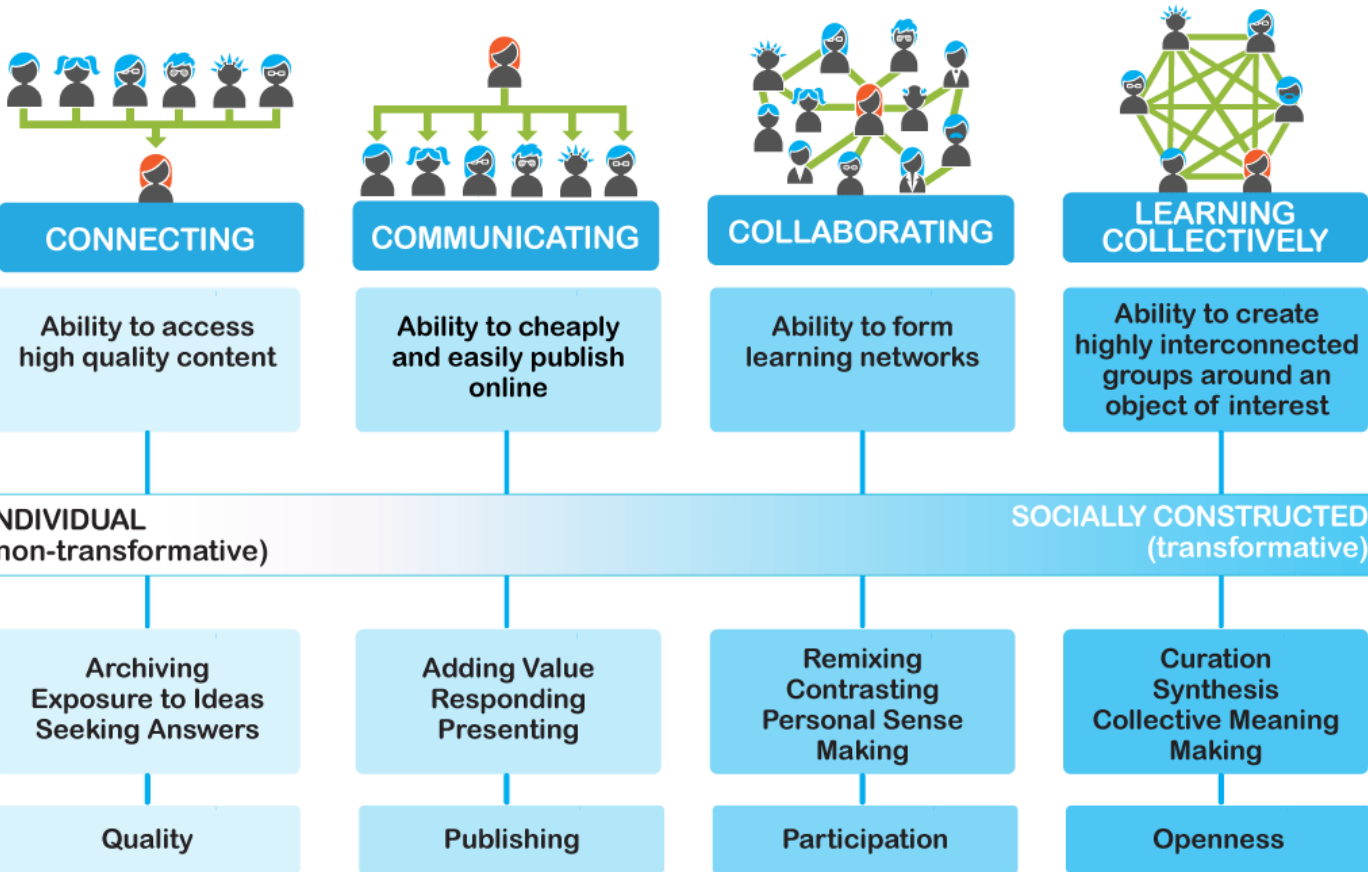 CONNECTING
COMMUNICATING
COLLABORATING
LEARNING
COLLECTIVELY
Ability to access
high quality content
Ability to cheaply
and easily publish
online
Ability to form
learning networks
Ability to create
highly interconnected
groups around an
object of interest
NDIVIDUAL
non-transformative)
SOCIALLY CONSTRUCTED
(transformative)
Archiving
Exposure to Ideas
Seeking Answers
Adding Value
Responding
Presenting
Remixing
Contrasting
Personal Sense
Making
Curation
Synthesis
Collective Meaning
Making
Quality
Publishing
Participation
Openness